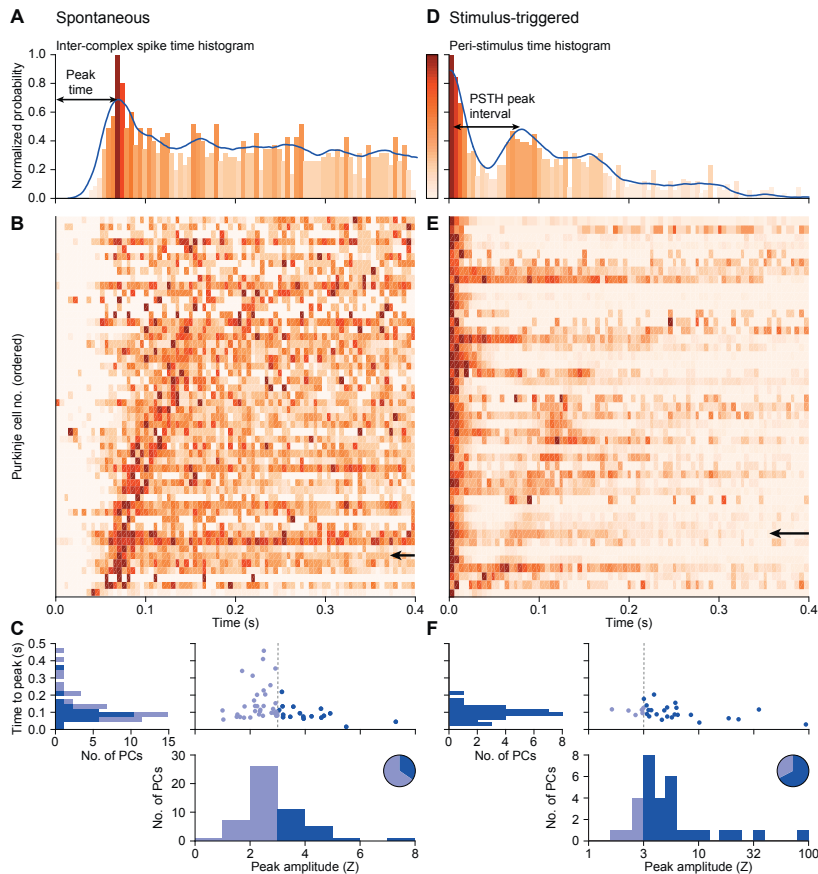 A Spontaneous
Inter-complex spike time histogram
Normalized probability
1.0
0.8
0.6
0.4
0.2
0.0
Peak
time
B
Purkinje cell no. (ordered)
0.0 0.1 0.2 0.3 0.4
Time (s)
C
Time to peak (s)
0.5
0.4
0.3
0.2
0.1
0.0
0 5 10 15
No. of PCs
No. of PCs
30
20
10
0
0 2 4 6 8
Peak amplitude (Z)
D Stimulus-triggered
Peri-stimulus time histogram
PSTH peak
interval
E
0.0 0.1 0.2 0.3 0.4
Time (s)
F
0 2 4 6 8
No. of PCs
No. of PCs
8
6
4
2
0
1 3 10 32 100
Peak amplitude (Z)